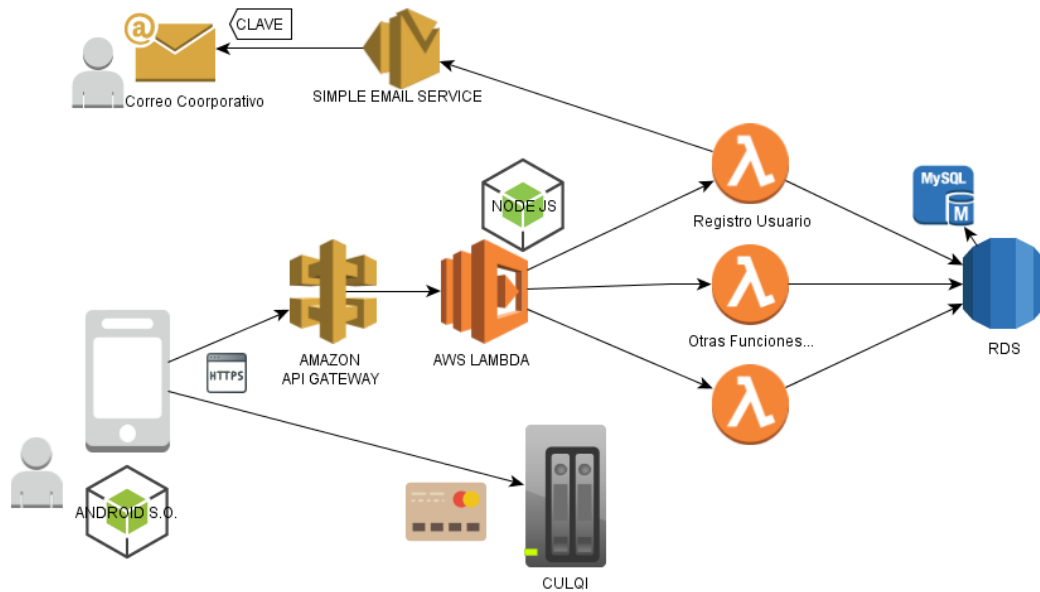 @
CLAVE
Correo Coorporativo
SIMPLE EMAIL SERVICE
NODE JS
Registro Usuario
MySQL
M
HTTPS
AMAZON
API GATEWAY
AWS LAMBDA
Otras Funciones...
RDS
ANDROID S.O.
CULQI
λ
λ
λ